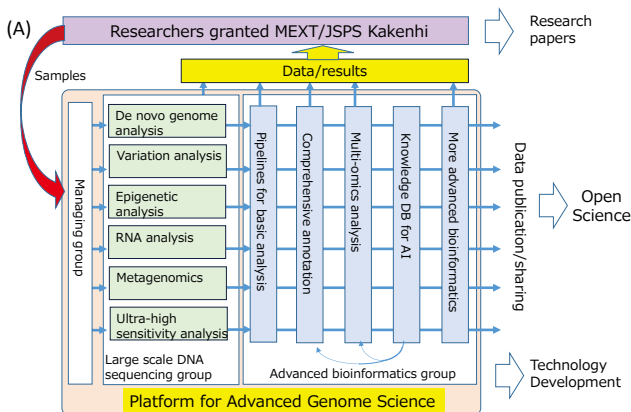 (A)
Researchers granted MEXT/JSPS Kakenhi
Research
papers
Samples
Data/results
Managing group
De novo genome
analysis
Variation analysis
Epigenetic
analysis
RNA analysis
Metagenomics
Ultra-high
sensitivity analysis
Large scale DNA
sequencing group
Pipelines for basic analysis
Comprehensive annotation
Multi-omics analysis
Knowledge DB for AI
More advanced bioinformatics
Advanced bioinformatics group
Data publication/sharing
Open
Science
Technology
Development
Platform for Advanced Genome Science